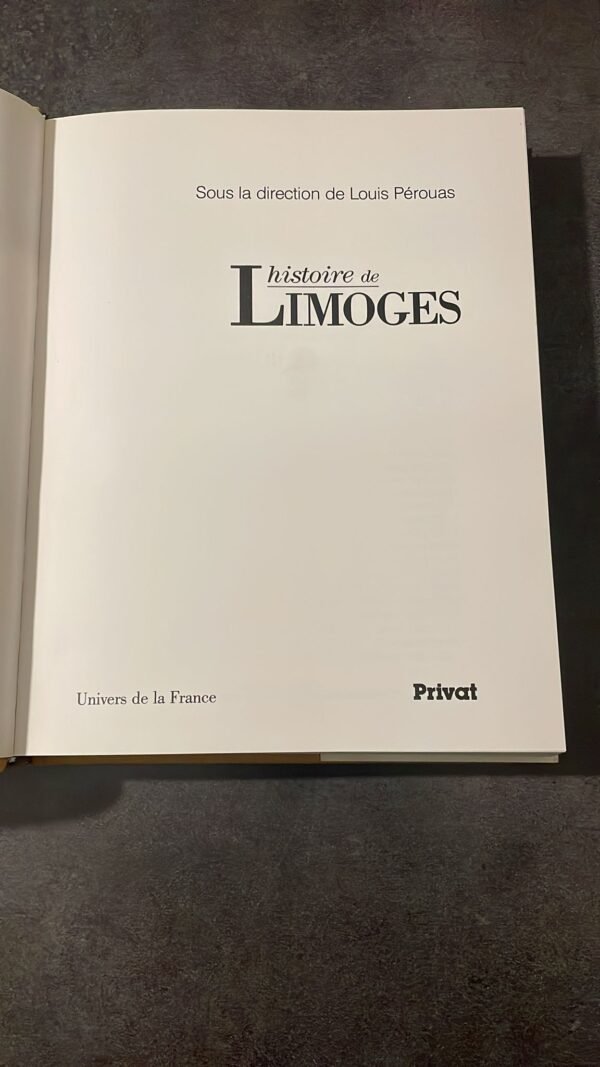 Sous la direction de Louis Pérouas
histoire de
LIMOGES
Univers de la France
Privat